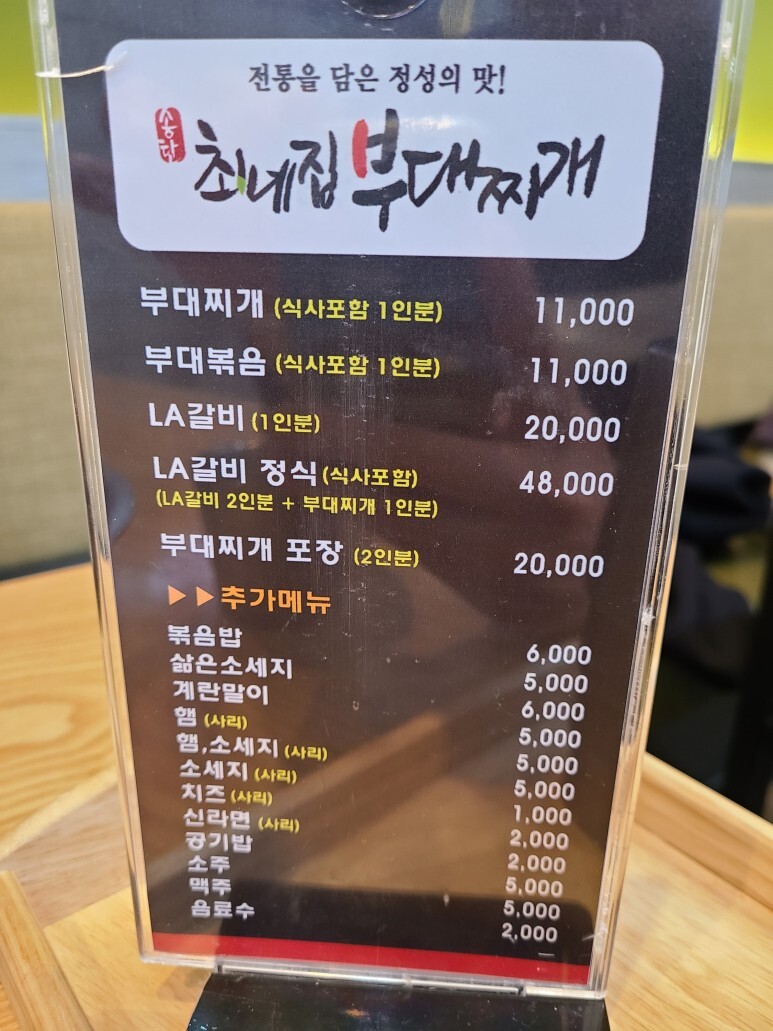 전통을 담은 정성의 맛!
송탄 최네집 부대찌개
부대찌개 (식사포함 1인분) 11,000
부대볶음 (식사포함 1인분) 11,000
LA갈비 (1인분) 20,000
LA갈비 정식 (식사포함) 48,000
(LA갈비 2인분 + 부대찌개 1인분)
부대찌개 포장 (2인분) 20,000
▶▶추가메뉴
볶음밥 6,000
삶은소세지 5,000
계란말이 6,000
햄 (사리) 5,000
햄,소세지 (사리) 5,000
소세지 (사리) 5,000
치즈 (사리) 1,000
신라면 (사리) 2,000
공기밥 2,000
소주 5,000
맥주 5,000
음료수 2,000